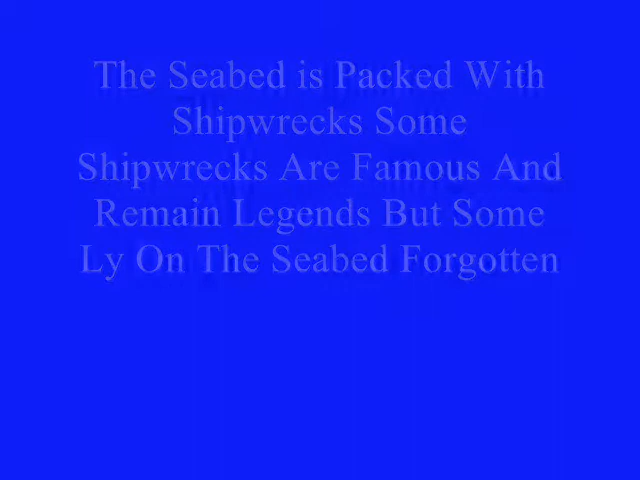 The Seabed is Packed With
Shipwrecks Some
Shipwrecks Are Famous And
Remain Legends But Some
Ly On The Seabed Forgotten